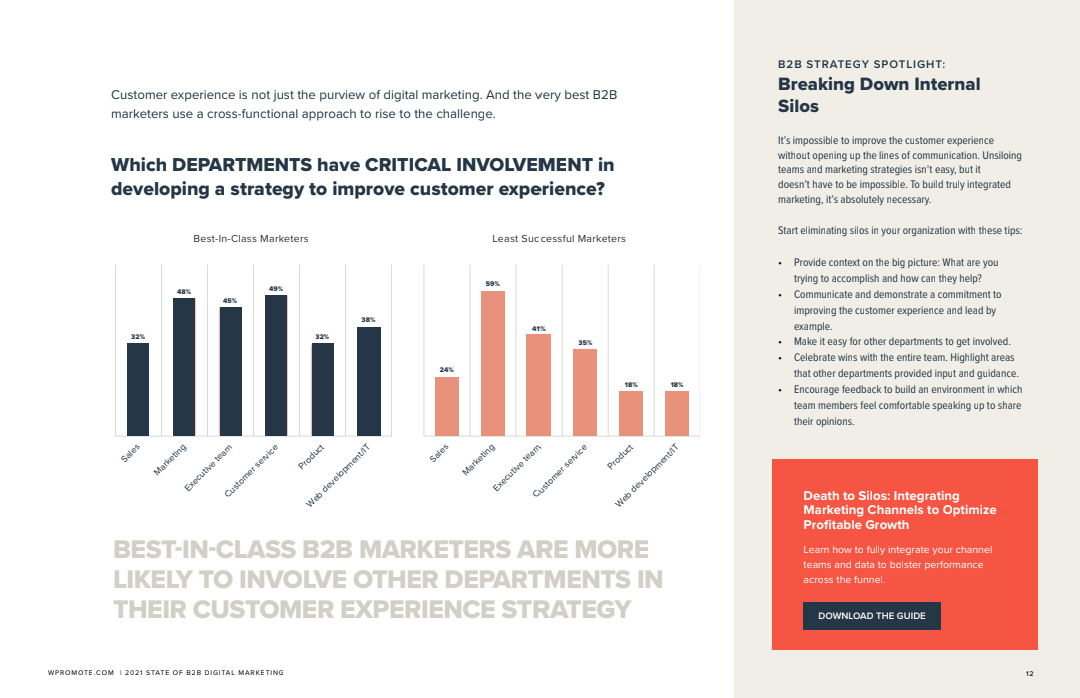 Customer experience is not just the purview of digital marketing. And the very best B2B
marketers use a cross-functional approach to rise to the challenge.
Which DEPARTMENTS have CRITICAL INVOLVEMENT in
developing a strategy to improve customer experience?
Best-In-Class Marketers
32%
48%
45%
49%
32%
38%
Sales
Marketing
Executive team
Customer service
Product
Web development/IT
Least Successful Marketers
24%
59%
41%
35%
18%
18%
Sales
Marketing
Executive team
Customer service
Product
Web development/IT
BEST-IN-CLASS B2B MARKETERS ARE MORE
LIKELY TO INVOLVE OTHER DEPARTMENTS IN
THEIR CUSTOMER EXPERIENCE STRATEGY
WPROMOTE.COM | 2021 STATE OF B2B DIGITAL MARKETING
B2B STRATEGY SPOTLIGHT:
Breaking Down Internal
Silos
It's impossible to improve the customer experience
without opening up the lines of communication. Unsiloing
teams and marketing strategies isn't easy, but it
doesn't have to be impossible. To build truly integrated
marketing, it's absolutely necessary.
Start eliminating silos in your organization with these tips:
• Provide context on the big picture: What are you
trying to accomplish and how can they help?
• Communicate and demonstrate a commitment to
improving the customer experience and lead by
example.
• Make it easy for other departments to get involved.
• Celebrate wins with the entire team. Highlight areas
that other departments provided input and guidance.
• Encourage feedback to build an environment in which
team members feel comfortable speaking up to share
their opinions.
Death to Silos: Integrating
Marketing Channels to Optimize
Profitable Growth
Learn how to fully integrate your channel
teams and data to bolster performance
across the funnel.
DOWNLOAD THE GUIDE
12